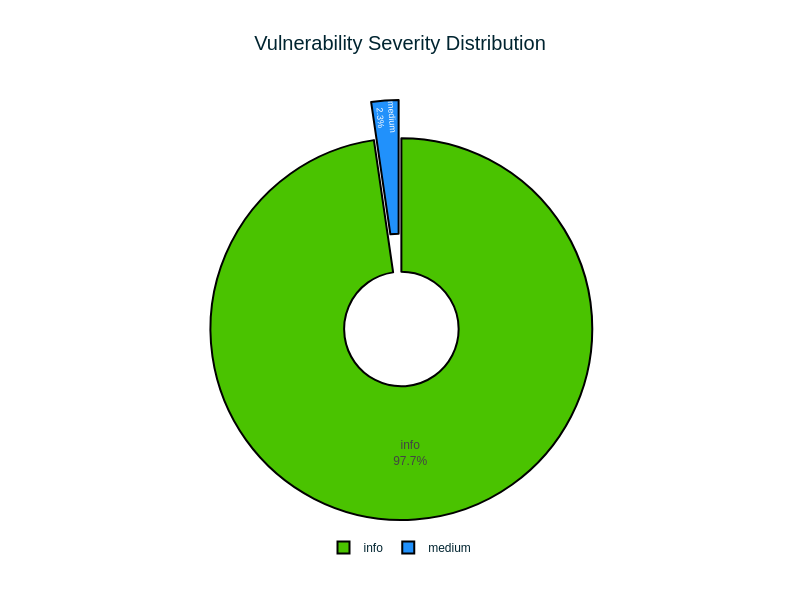 Vulnerability Severity Distribution
medium
2.3%
info
97.7%
info
medium